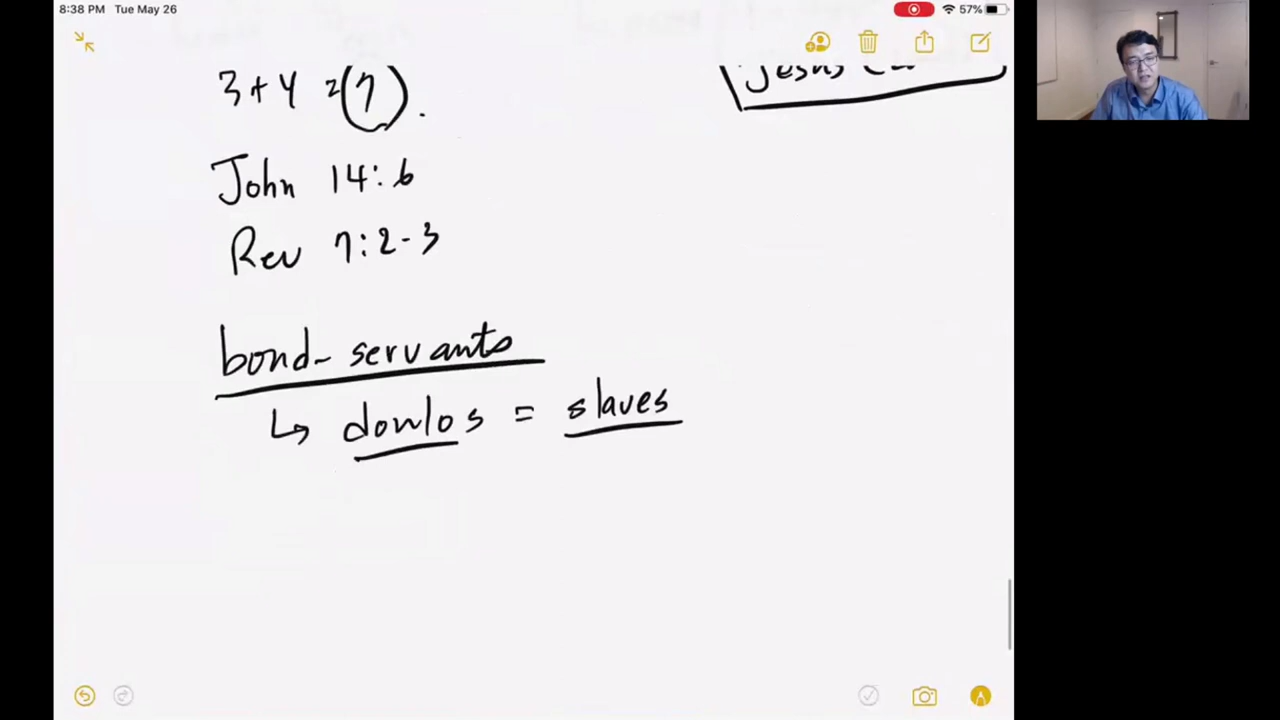 8:38 PM Tue May 26
57%
Jesus
3 + 4 = 7.
John 14:6
Rev 7:2-3
bond-servants
↳ doulos = slaves